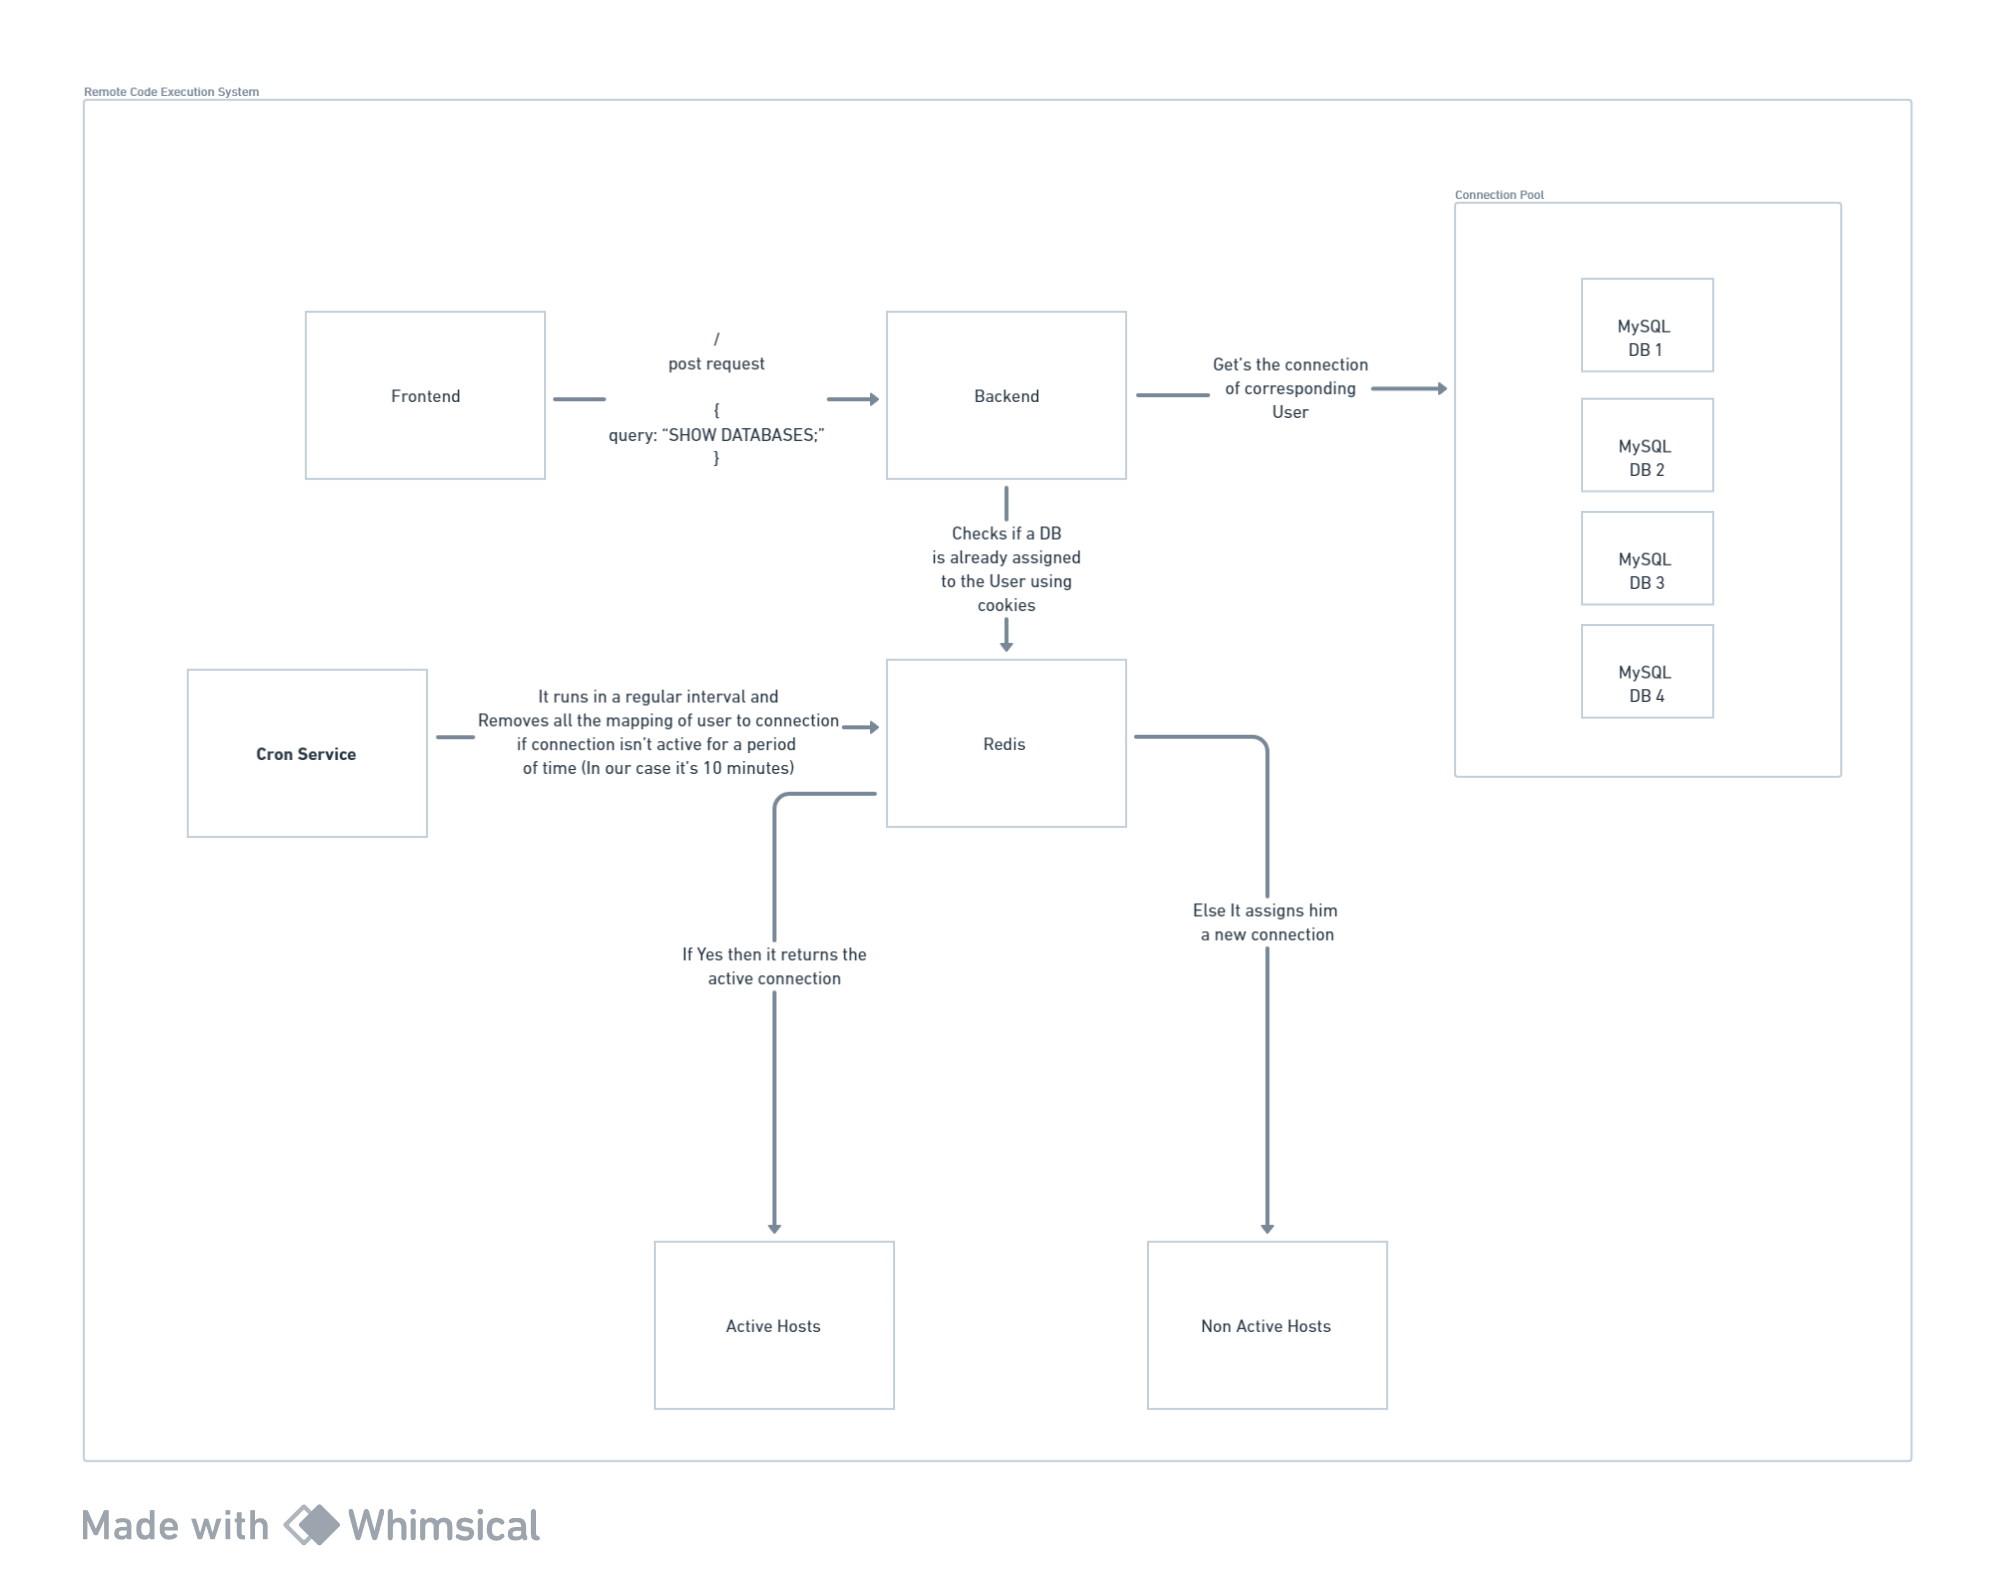 Remote Code Execution System
Connection Pool
Frontend
/
post request
{
query: “SHOW DATABASES;”
}
Backend
Get's the connection
of corresponding
User
MySQL
DB 1
MySQL
DB 2
MySQL
DB 3
MySQL
DB 4
Checks if a DB
is already assigned
to the User using
cookies
Cron Service
It runs in a regular interval and
Removes all the mapping of user to connection
if connection isn't active for a period
of time (In our case it's 10 minutes)
Redis
If Yes then it returns the
active connection
Else It assigns him
a new connection
Active Hosts
Non Active Hosts
Made with Whimsical